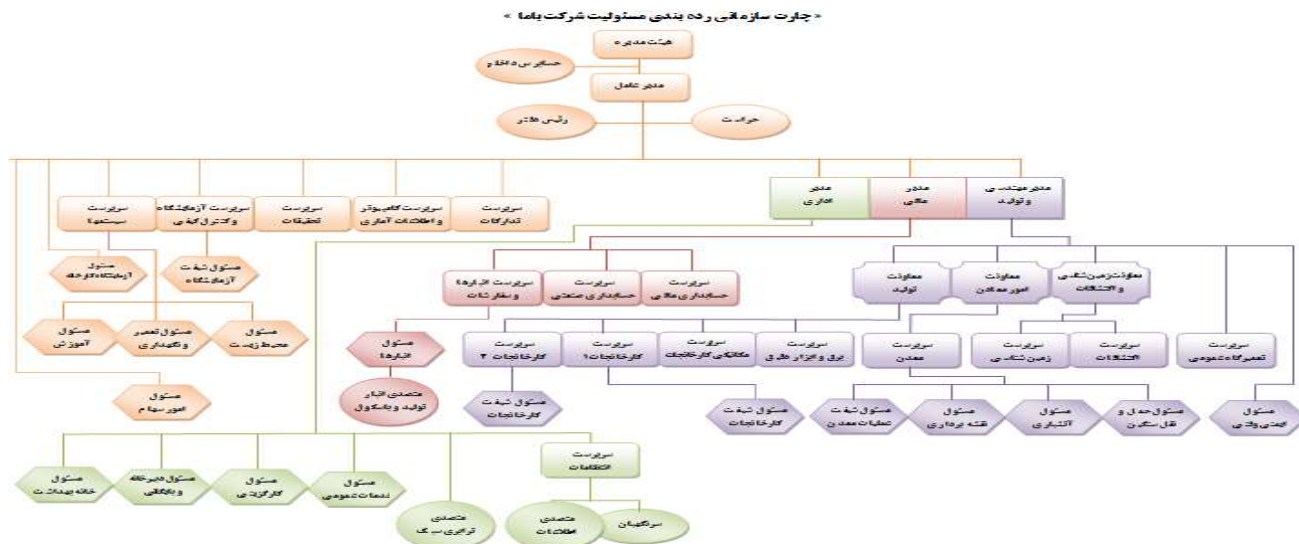 « چارت سازمانی رده بندی مسئولیت شرکت باما »
هیئت مدیره
حسابرس داخلی
مدیر عامل
حراست
رئیس دفتر
مدیر مهندسی
و تولید
مدیر
مالی
مدیر
اداری
سرپرست
تدارکات
سرپرست کامپیوتر
و اطلاعات آماری
سرپرست
تحقیقات
سرپرست آزمایشگاه
و کنترل کیفی
سرپرست
سیستمها
مسئول شیفت
آزمایشگاه
مسئول
آزمایشگاه کارخانه
معاونت زمین شناسی
و اکتشافات
معاونت
امور معادن
معاونت
تولید
سرپرست
حسابداری مالی
سرپرست
حسابداری صنعتی
سرپرست انبارها
و سفارشات
مسئول
محیط زیست
مسئول تعمیر
و نگهداری
مسئول
آموزش
سرپرست
تعمیرگاه عمومی
سرپرست
اکتشافات
سرپرست
زمین شناسی
سرپرست
معدن
سرپرست
برق و ابزار دقیق
سرپرست
مکانیکی کارخانجات
سرپرست
کارخانجات ۱
سرپرست
کارخانجات ۲
مسئول
انبارها
مسئول
امور سهام
متصدی انبار
تولید و باسکول
مسئول
ایمنی وفنی
مسئول حمل و
نقل سنگین
مسئول
آتشباری
مسئول
نقشه برداری
مسئول شیفت
عملیات معدن
مسئول شیفت
کارخانجات
مسئول شیفت
کارخانجات
سرپرست
انتظامات
مسئول
خدمات عمومی
مسئول
کارگزینی
مسئول دبیرخانه
و بایگانی
مسئول
خانه بهداشت
سرنگهبان
متصدی
اطلاعات
متصدی
ترابری سبک